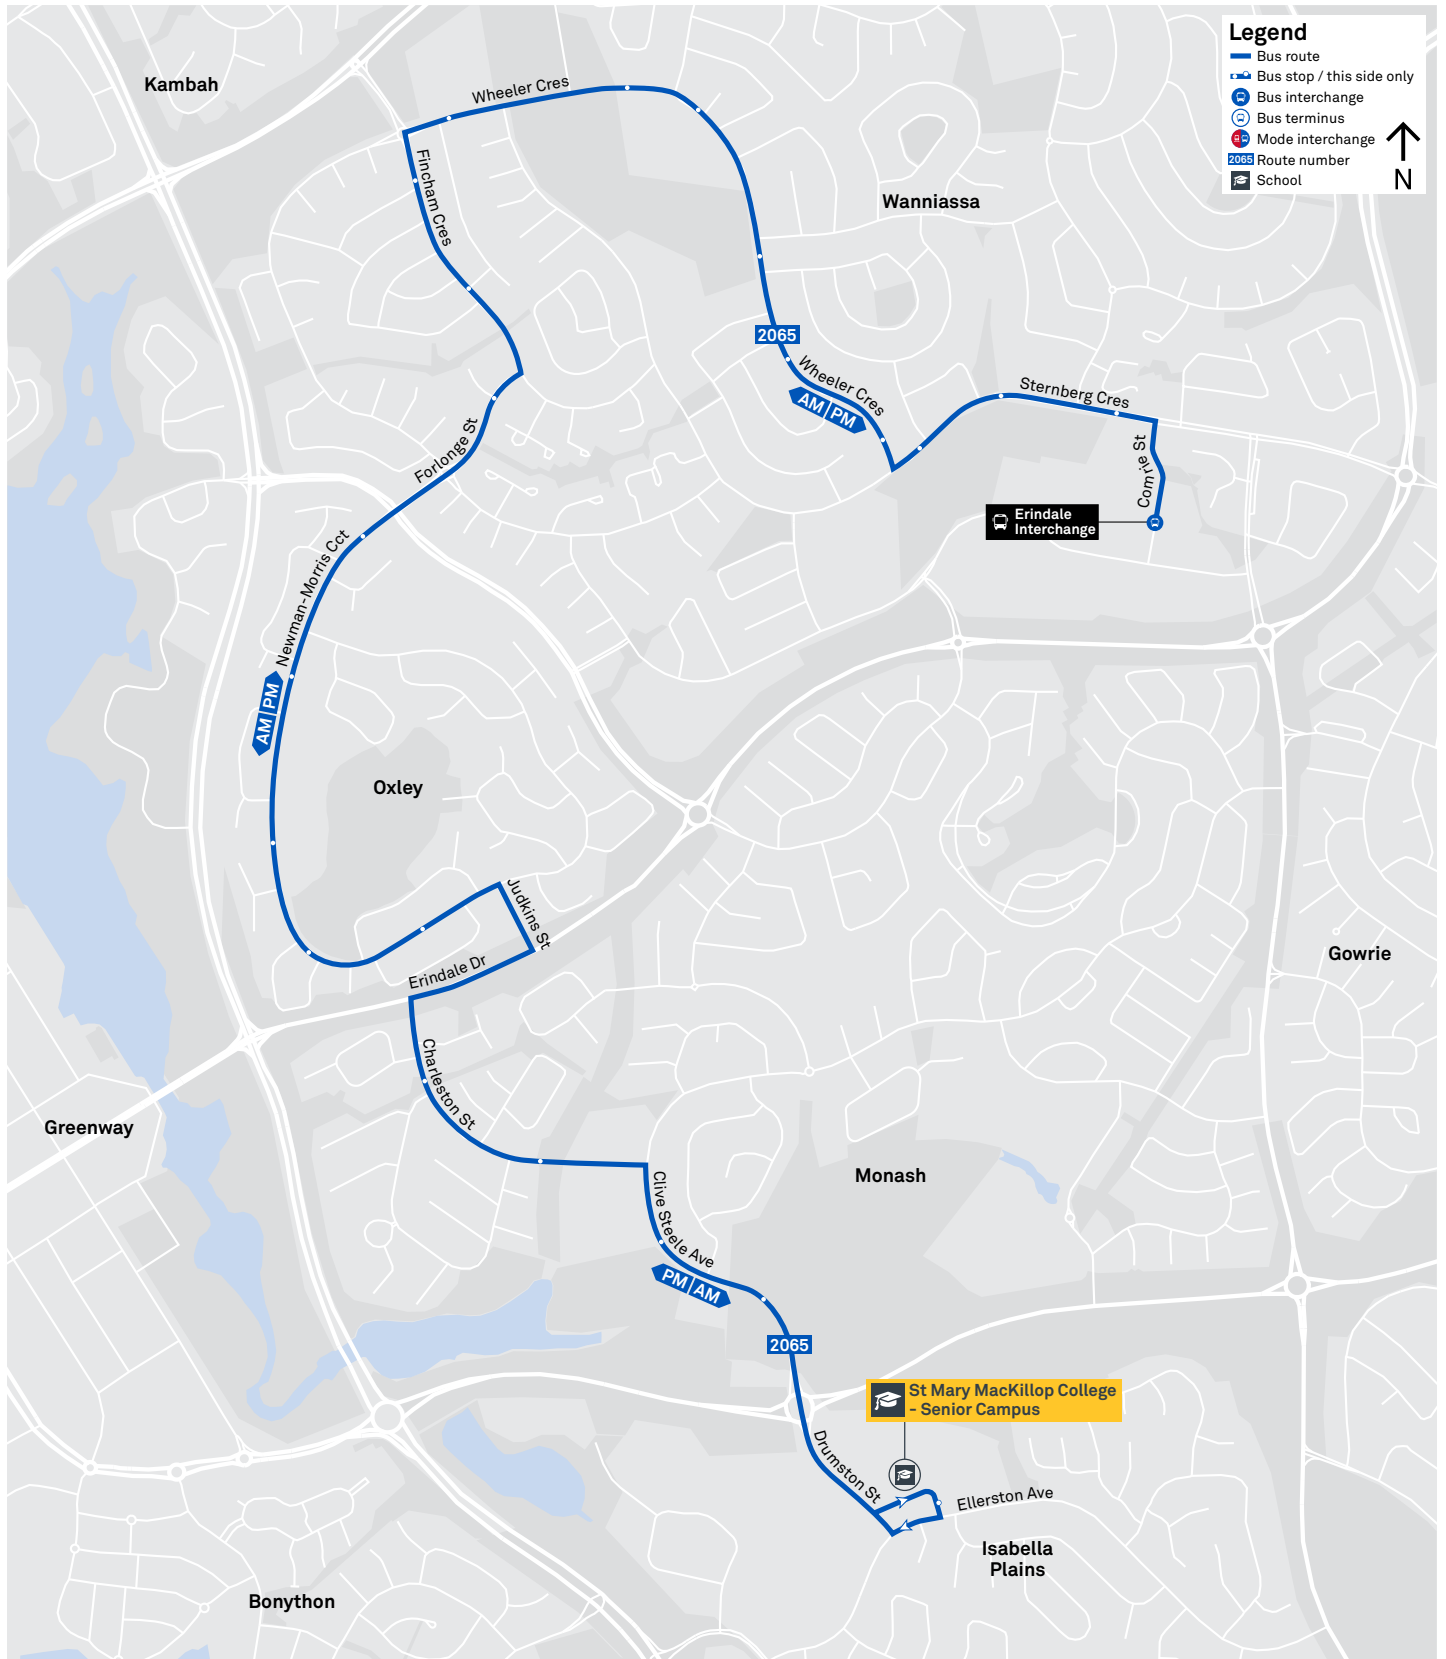 Legend
Bus route
Bus stop / this side only
Bus interchange
Bus terminus
Mode interchange
2065 Route number
School
N
Kambah
Wheeler Cres
Fincham Cres
Wanniassa
2065
Wheeler Cres
AM | PM
Sternberg Cres
Comrie St
Erindale
Interchange
Forlonge St
Newman-Morris Cct
AM | PM
Oxley
Judkins St
Erindale Dr
Gowrie
Charleston St
Greenway
Monash
Clive Steele Ave
PM | AM
2065
St Mary MacKillop College
- Senior Campus
Drumston St
Ellerston Ave
Isabella
Plains
Bonython